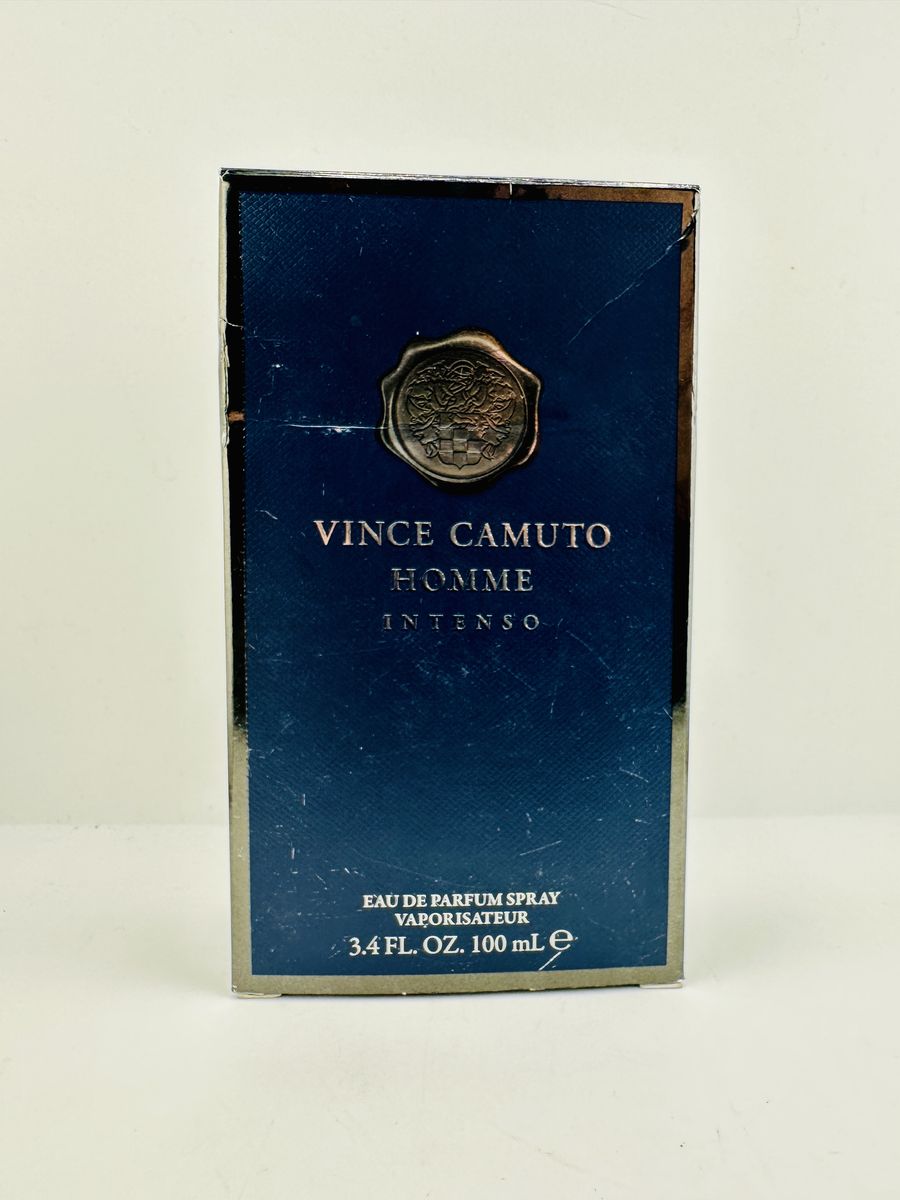 VINCE CAMUTO
HOMME
INTENSO
EAU DE PARFUM SPRAY
VAPORISATEUR
3.4 FL. OZ. 100 mL ℮